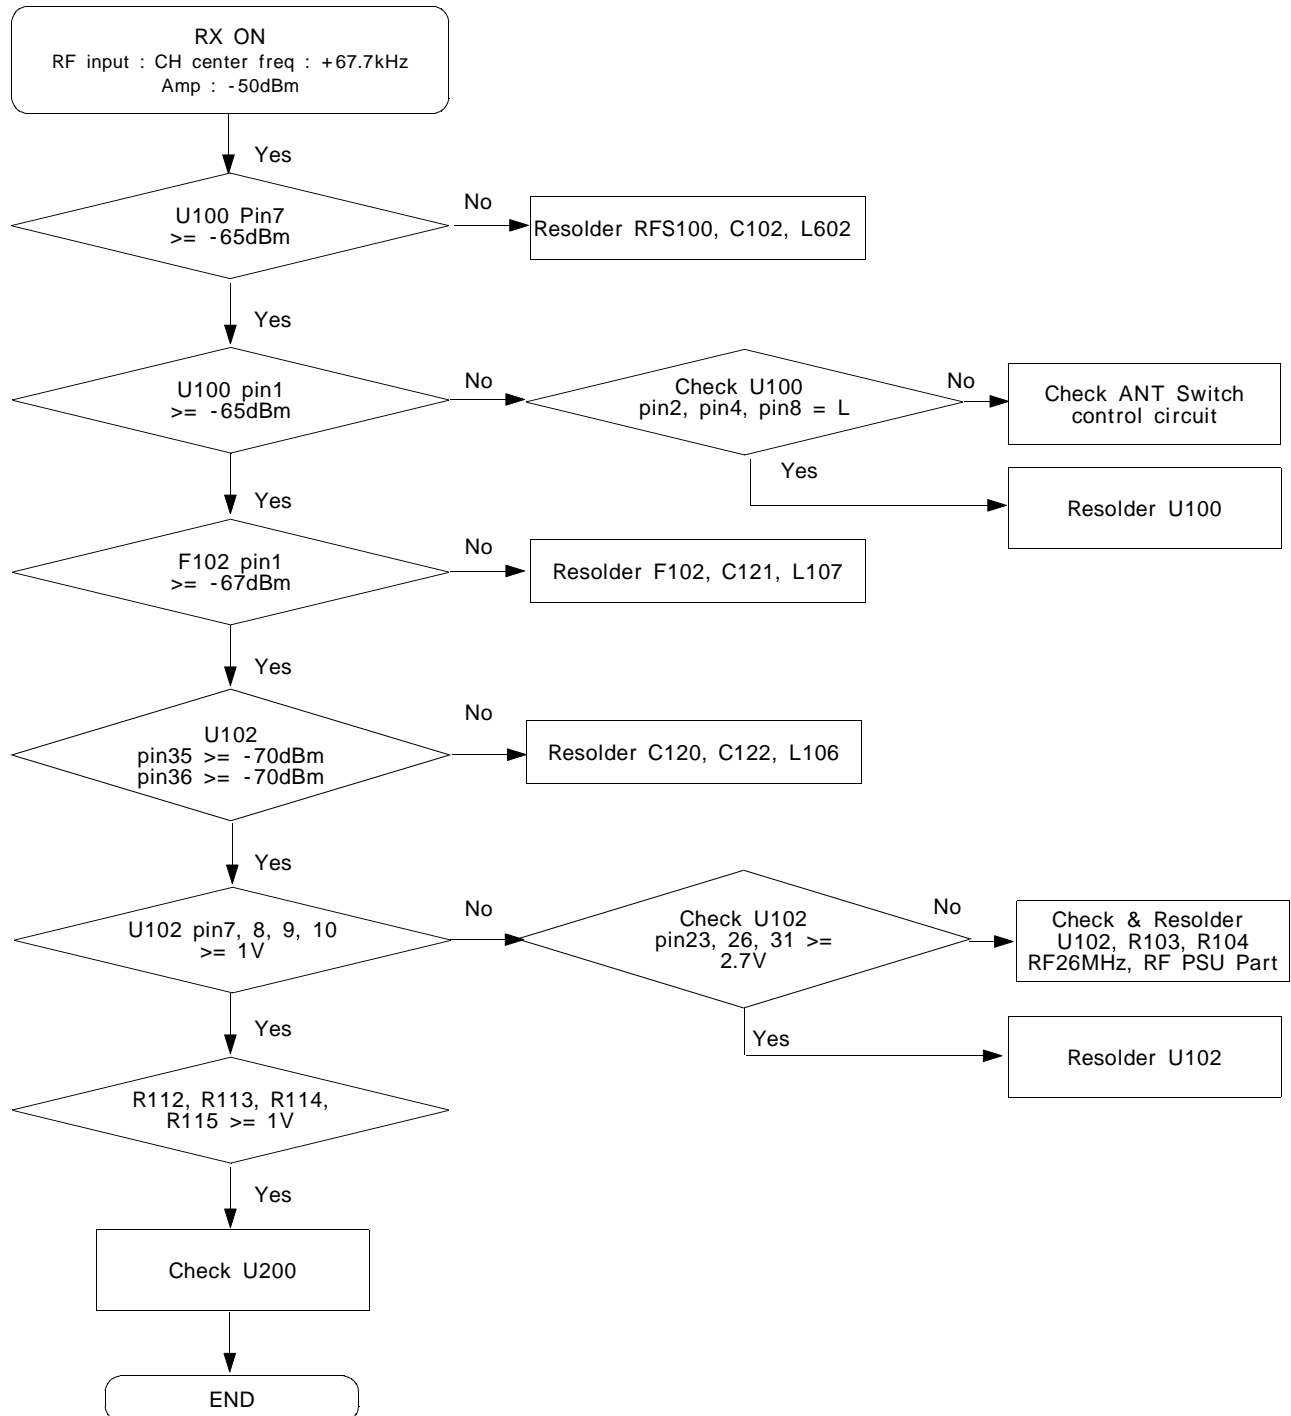 RX ON
RF input : CH center freq : +67.7kHz
Amp : -50dBm
Yes
U100 Pin7
>= -65dBm
No
Resolder RFS100, C102, L602
Yes
U100 pin1
>= -65dBm
No
Check U100
pin2, pin4, pin8 = L
No
Check ANT Switch
control circuit
Yes
Resolder U100
Yes
F102 pin1
>= -67dBm
No
Resolder F102, C121, L107
Yes
U102
pin35 >= -70dBm
pin36 >= -70dBm
No
Resolder C120, C122, L106
Yes
U102 pin7, 8, 9, 10
>= 1V
No
Check U102
pin23, 26, 31 >=
2.7V
No
Check & Resolder
U102, R103, R104
RF26MHz, RF PSU Part
Yes
Resolder U102
Yes
R112, R113, R114,
R115 >= 1V
Yes
Check U200
END